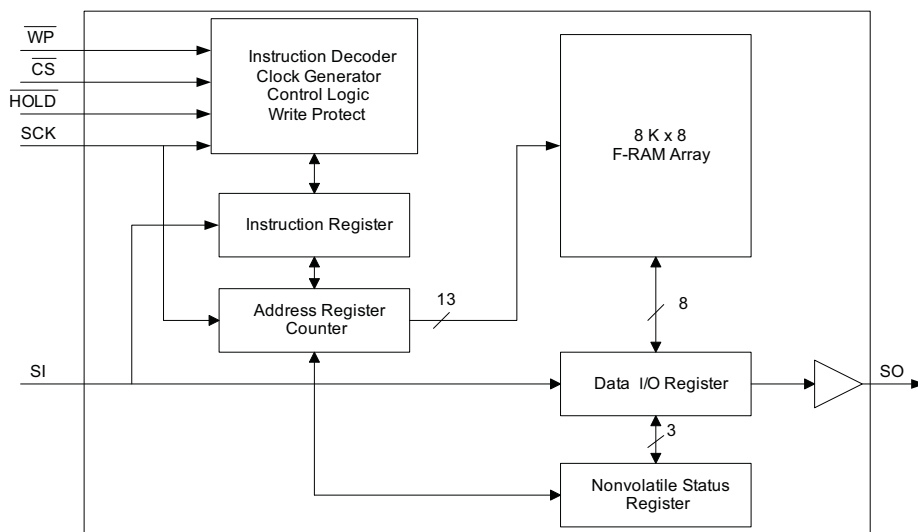 WP
CS
HOLD
SCK
Instruction Decoder
Clock Generator
Control Logic
Write Protect
8 K x 8
F-RAM Array
Instruction Register
Address Register
Counter
13
8
SI
Data I/O Register
SO
3
Nonvolatile Status
Register